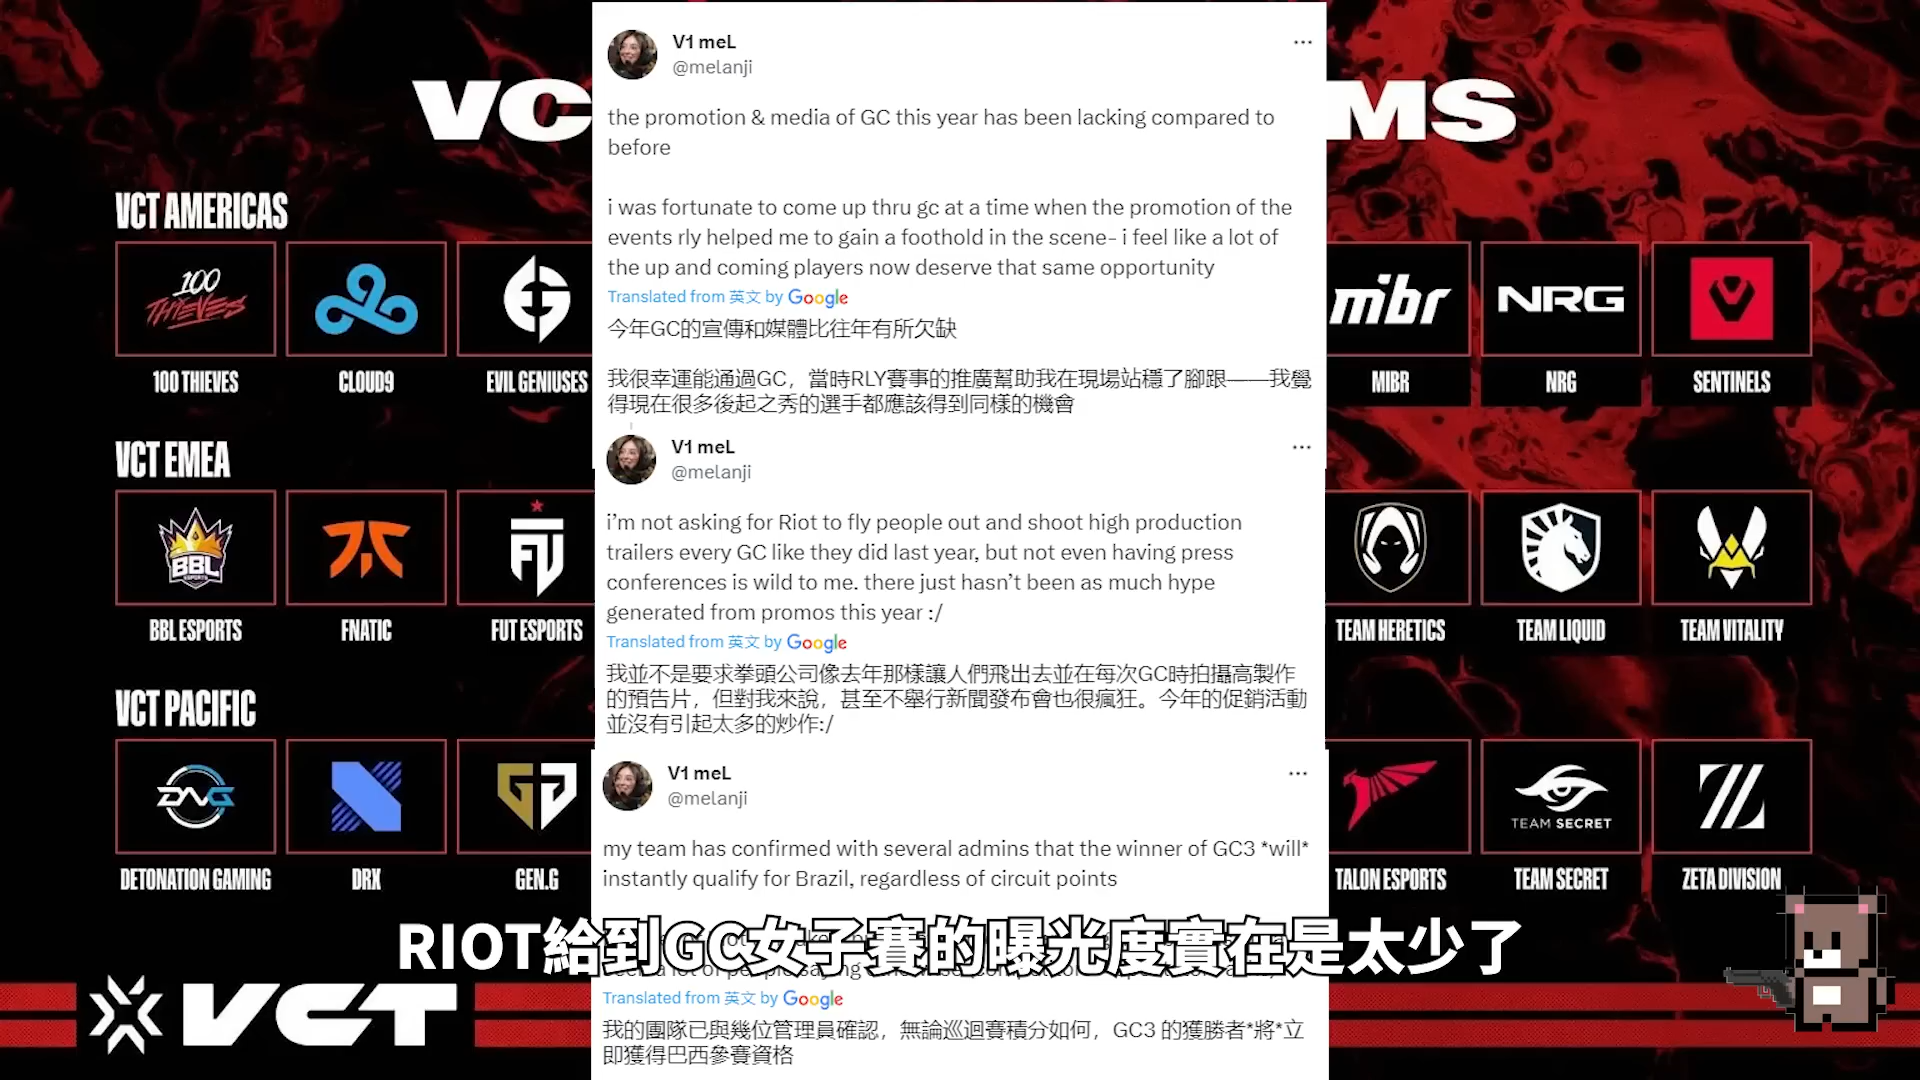 VC
MS
VCT AMERICAS
100 THIEVES
MIBR
NRG
100 THIEVES
CLOUD9
EVIL GENIUSES
MIBR
NRG
SENTINELS
VCT EMEA
BBL
ESPORTS
FU
BBL ESPORTS
FNATIC
FUT ESPORTS
TEAM HERETICS
TEAM LIQUID
TEAM VITALITY
VCT PACIFIC
DNG
TEAM SECRET
DETONATION GAMING
DRX
GEN.G
TALON ESPORTS
TEAM SECRET
ZETA DIVISION
V1 meL
@melanji
the promotion & media of GC this year has been lacking compared to
before
i was fortunate to come up thru gc at a time when the promotion of the
events rly helped me to gain a foothold in the scene- i feel like a lot of
the up and coming players now deserve that same opportunity
Translated from 英文 by Google
今年GC的宣傳和媒體比往年有所欠缺
我很幸運能通過GC，當時RLY賽事的推廣幫助我在現場站穩了腳跟——我覺
得現在很多後起之秀的選手都應該得到同樣的機會
V1 meL
@melanji
i'm not asking for Riot to fly people out and shoot high production
trailers every GC like they did last year, but not even having press
conferences is wild to me. there just hasn't been as much hype
generated from promos this year :/
Translated from 英文 by Google
我並不是要求拳頭公司像去年那樣讓人們飛出去並在每次GC時拍攝高製作
的預告片，但對我來說，甚至不舉行新聞發布會也很瘋狂。今年的促銷活動
並沒有引起太多的炒作:/
V1 meL
@melanji
my team has confirmed with several admins that the winner of GC3 *will*
instantly qualify for Brazil, regardless of circuit points
RIOT給到GC女子賽的曝光度實在是太少了
Translated from 英文 by Google
我的團隊已與幾位管理員確認，無論巡迴賽積分如何，GC3 的獲勝者*將*立
即獲得巴西參賽資格
VCT